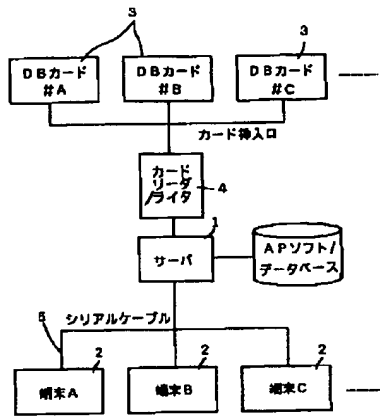 3
3
DBカード
#A
DBカード
#B
DBカード
#C
カード挿入口
カード
リーダ
/ライタ
4
1
サーバ
APソフト/
データベース
シリアルケーブル
5
2
2
2
端末A
端末B
端末C